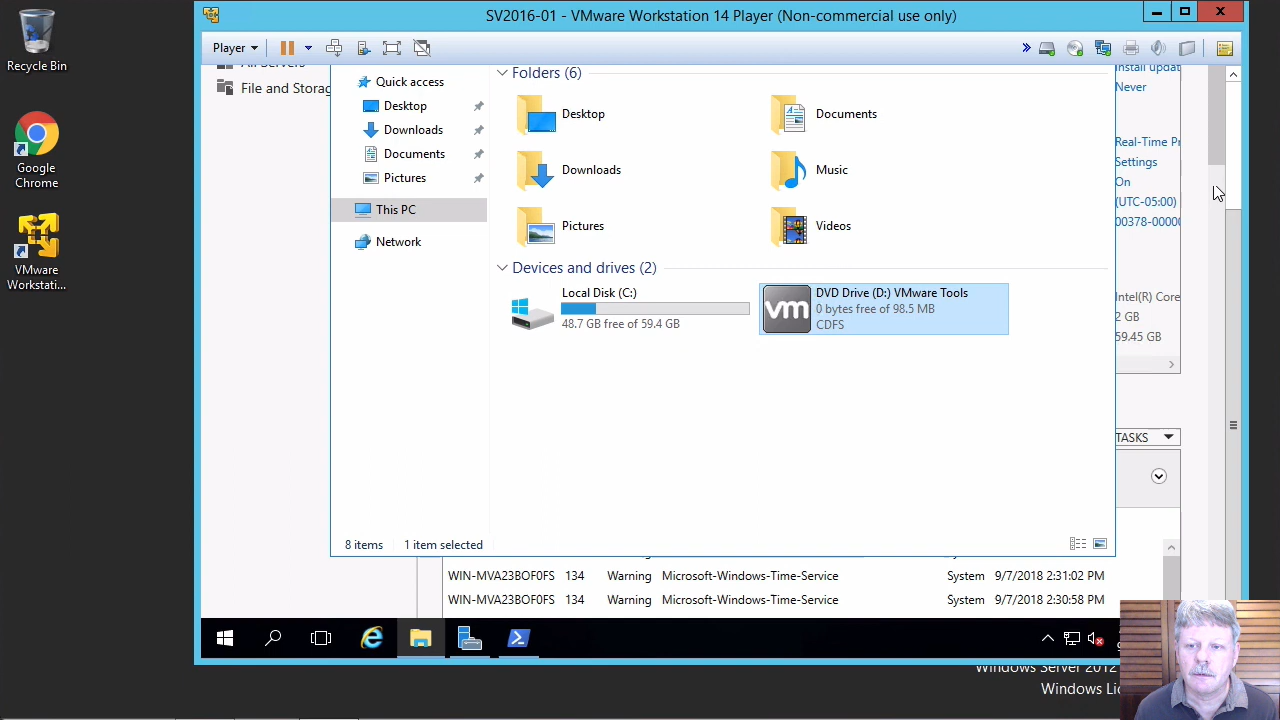 Recycle Bin
Google
Chrome
VMware
Workstati...
SV2016-01 - VMware Workstation 14 Player (Non-commercial use only)
Player
File and Storag
Quick access
Desktop
Downloads
Documents
Pictures
This PC
Network
Folders (6)
Desktop
Documents
Downloads
Music
Pictures
Videos
Devices and drives (2)
Local Disk (C:)
48.7 GB free of 59.4 GB
vm
DVD Drive (D:) VMware Tools
0 bytes free of 98.5 MB
CDFS
8 items
1 item selected
Install updat
Never
Real-Time Pr
Settings
On
(UTC-05:00)
00378-00000
Intel(R) Core
2 GB
59.45 GB
TASKS
WIN-MVA23BOF0FS 134 Warning Microsoft-Windows-Time-Service System 9/7/2018 2:31:02 PM
WIN-MVA23BOF0FS 134 Warning Microsoft-Windows-Time-Service System 9/7/2018 2:30:58 PM
Windows Server 2012
Windows Lic